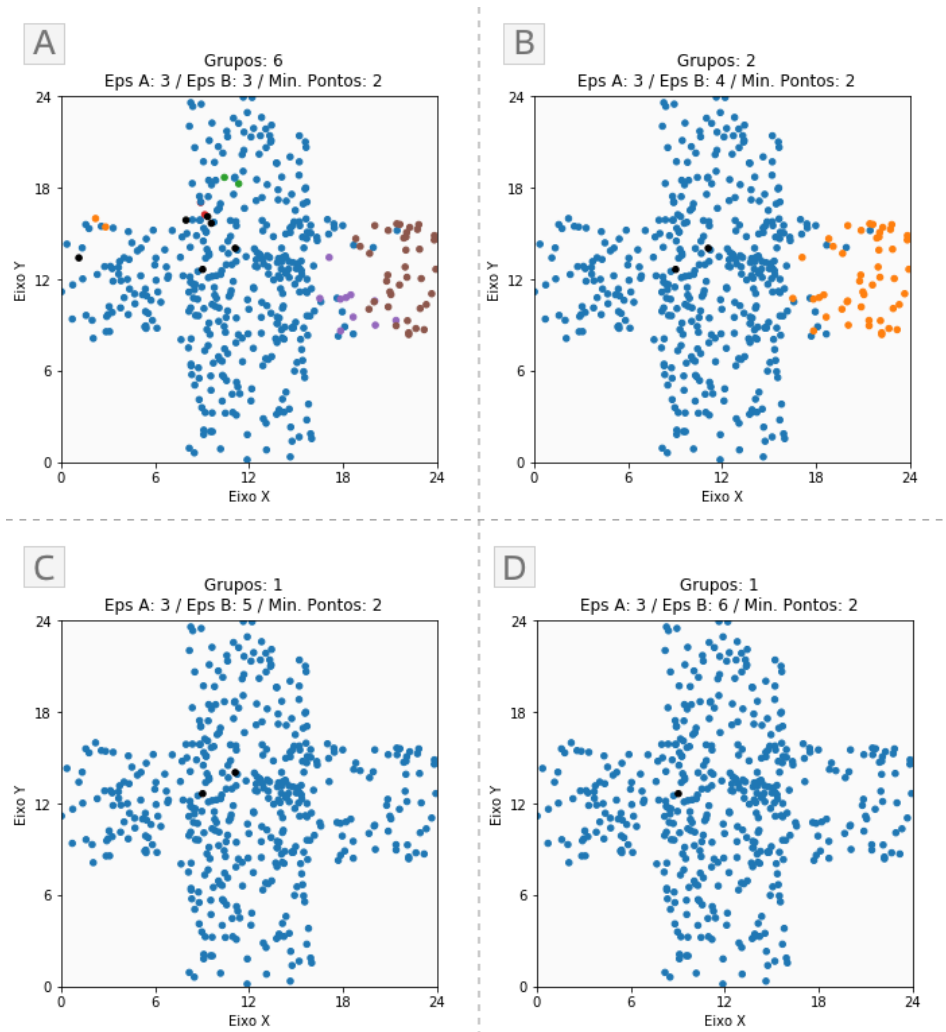 A
Grupos: 6
Eps A: 3 / Eps B: 3 / Min. Pontos: 2
24
18
12
6
0
Eixo Y
0 6 12 18 24
Eixo X
B
Grupos: 2
Eps A: 3 / Eps B: 4 / Min. Pontos: 2
24
18
12
6
0
Eixo Y
0 6 12 18 24
Eixo X
C
Grupos: 1
Eps A: 3 / Eps B: 5 / Min. Pontos: 2
24
18
12
6
0
Eixo Y
0 6 12 18 24
Eixo X
D
Grupos: 1
Eps A: 3 / Eps B: 6 / Min. Pontos: 2
24
18
12
6
0
Eixo Y
0 6 12 18 24
Eixo X